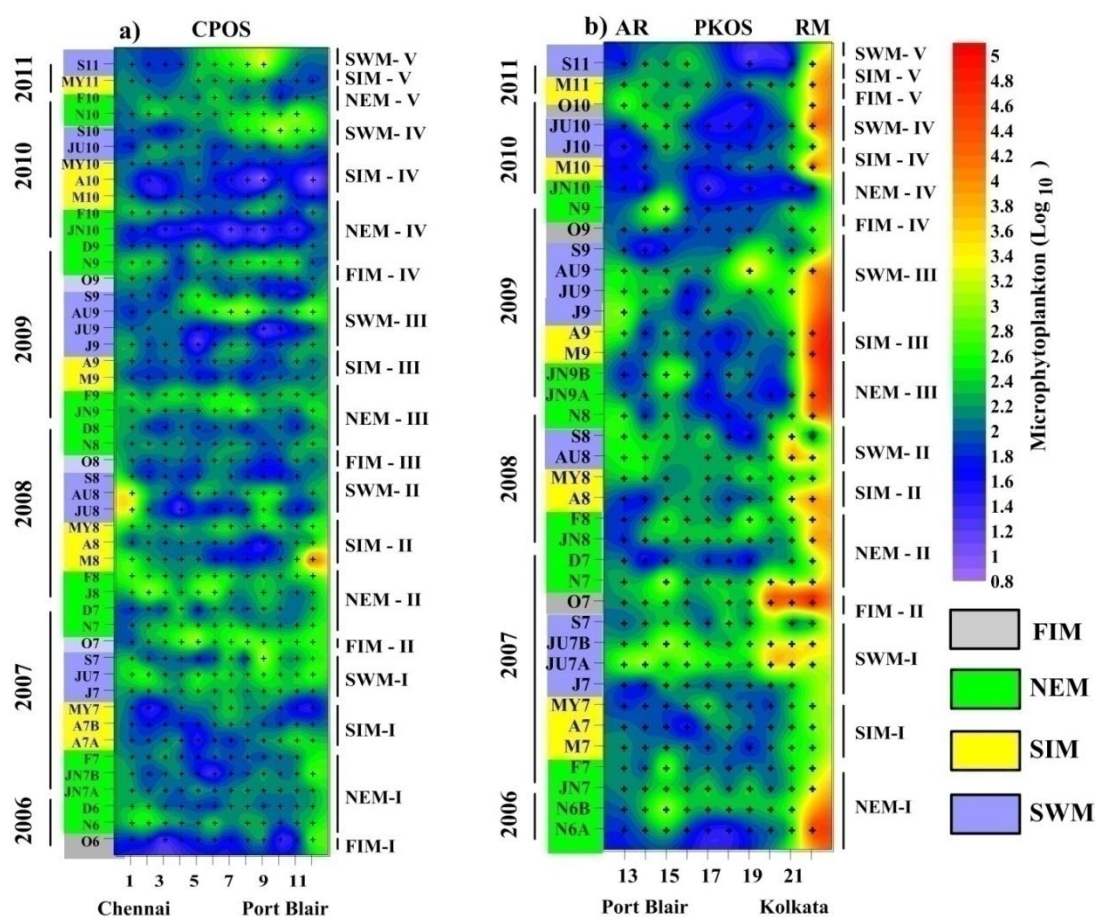 a) CPOS
S11
MY11
F10
N10
S10
JU10
MY10
A10
M10
F10
JN10
D9
N9
O9
S9
AU9
JU9
J9
A9
M9
F9
JN9
D8
N8
O8
S8
AU8
JU8
MY8
A8
M8
F8
J8
D7
N7
O7
S7
JU7
J7
MY7
A7B
A7A
F7
JN7B
JN7A
D6
N6
O6
2011
2010
2009
2008
2007
2006
SWM- V
SIM - V
NEM - V
SWM- IV
SIM - IV
NEM - IV
FIM - IV
SWM- III
SIM - III
NEM - III
FIM - III
SWM- II
SIM - II
NEM - II
FIM - II
SWM-I
SIM-I
NEM-I
FIM-I
1 3 5 7 9 11
Chennai Port Blair
b) AR PKOS RM
S11
M11
O10
JU10
J10
M10
JN10
N9
O9
S9
AU9
JU9
J9
A9
M9
JN9B
JN9A
N8
S8
AU8
MY8
A8
F8
JN8
D7
N7
O7
S7
JU7B
JU7A
J7
MY7
A7
M7
F7
JN7
N6B
N6A
2011
2010
2009
2008
2007
2006
SWM- V
SIM - V
FIM - V
SWM- IV
SIM - IV
NEM - IV
FIM - IV
SWM- III
SIM - III
NEM - III
SWM- II
SIM - II
NEM - II
FIM - II
SWM-I
SIM-I
NEM-I
13 15 17 19 21
Port Blair Kolkata
5
4.8
4.6
4.4
4.2
4
3.8
3.6
3.4
3.2
3
2.8
2.6
2.4
2.2
2
1.8
1.6
1.4
1.2
1
0.8
Microphytoplankton (Log 10)
FIM
NEM
SIM
SWM